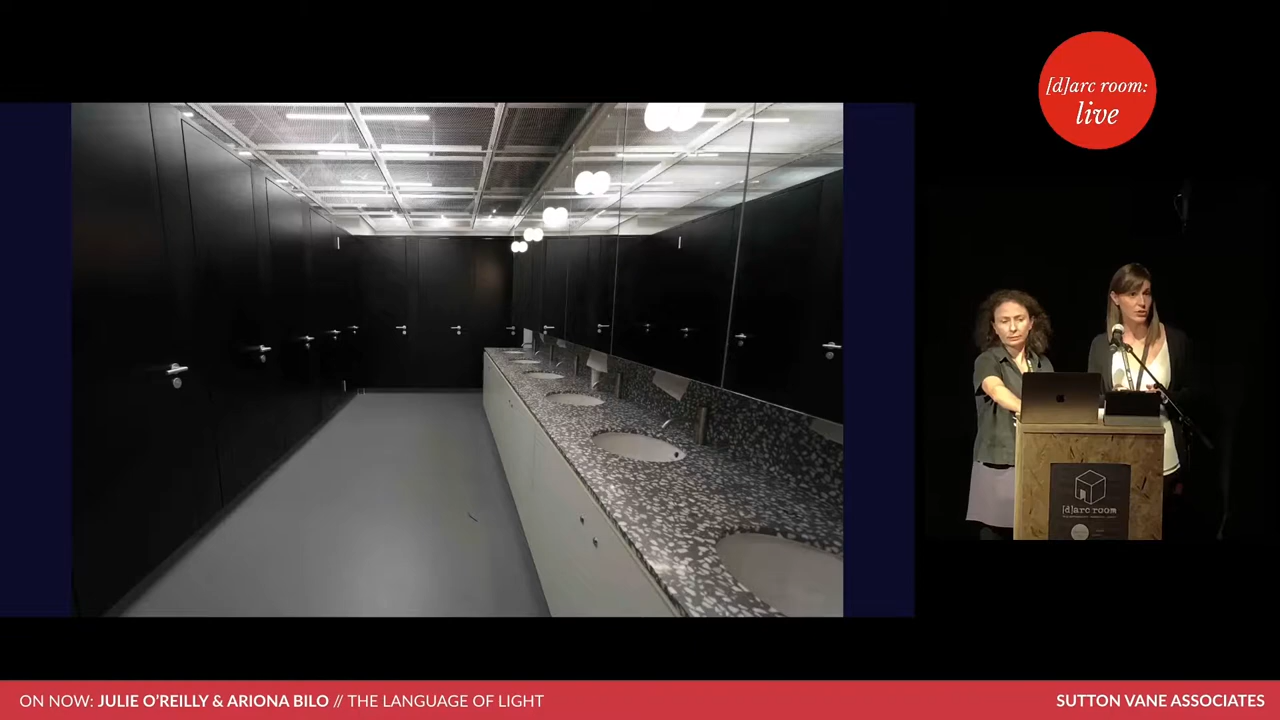 [d]arc room:
live
[d]arc room
ON NOW: JULIE O'REILLY & ARIONA BILO // THE LANGUAGE OF LIGHT
SUTTON VANE ASSOCIATES